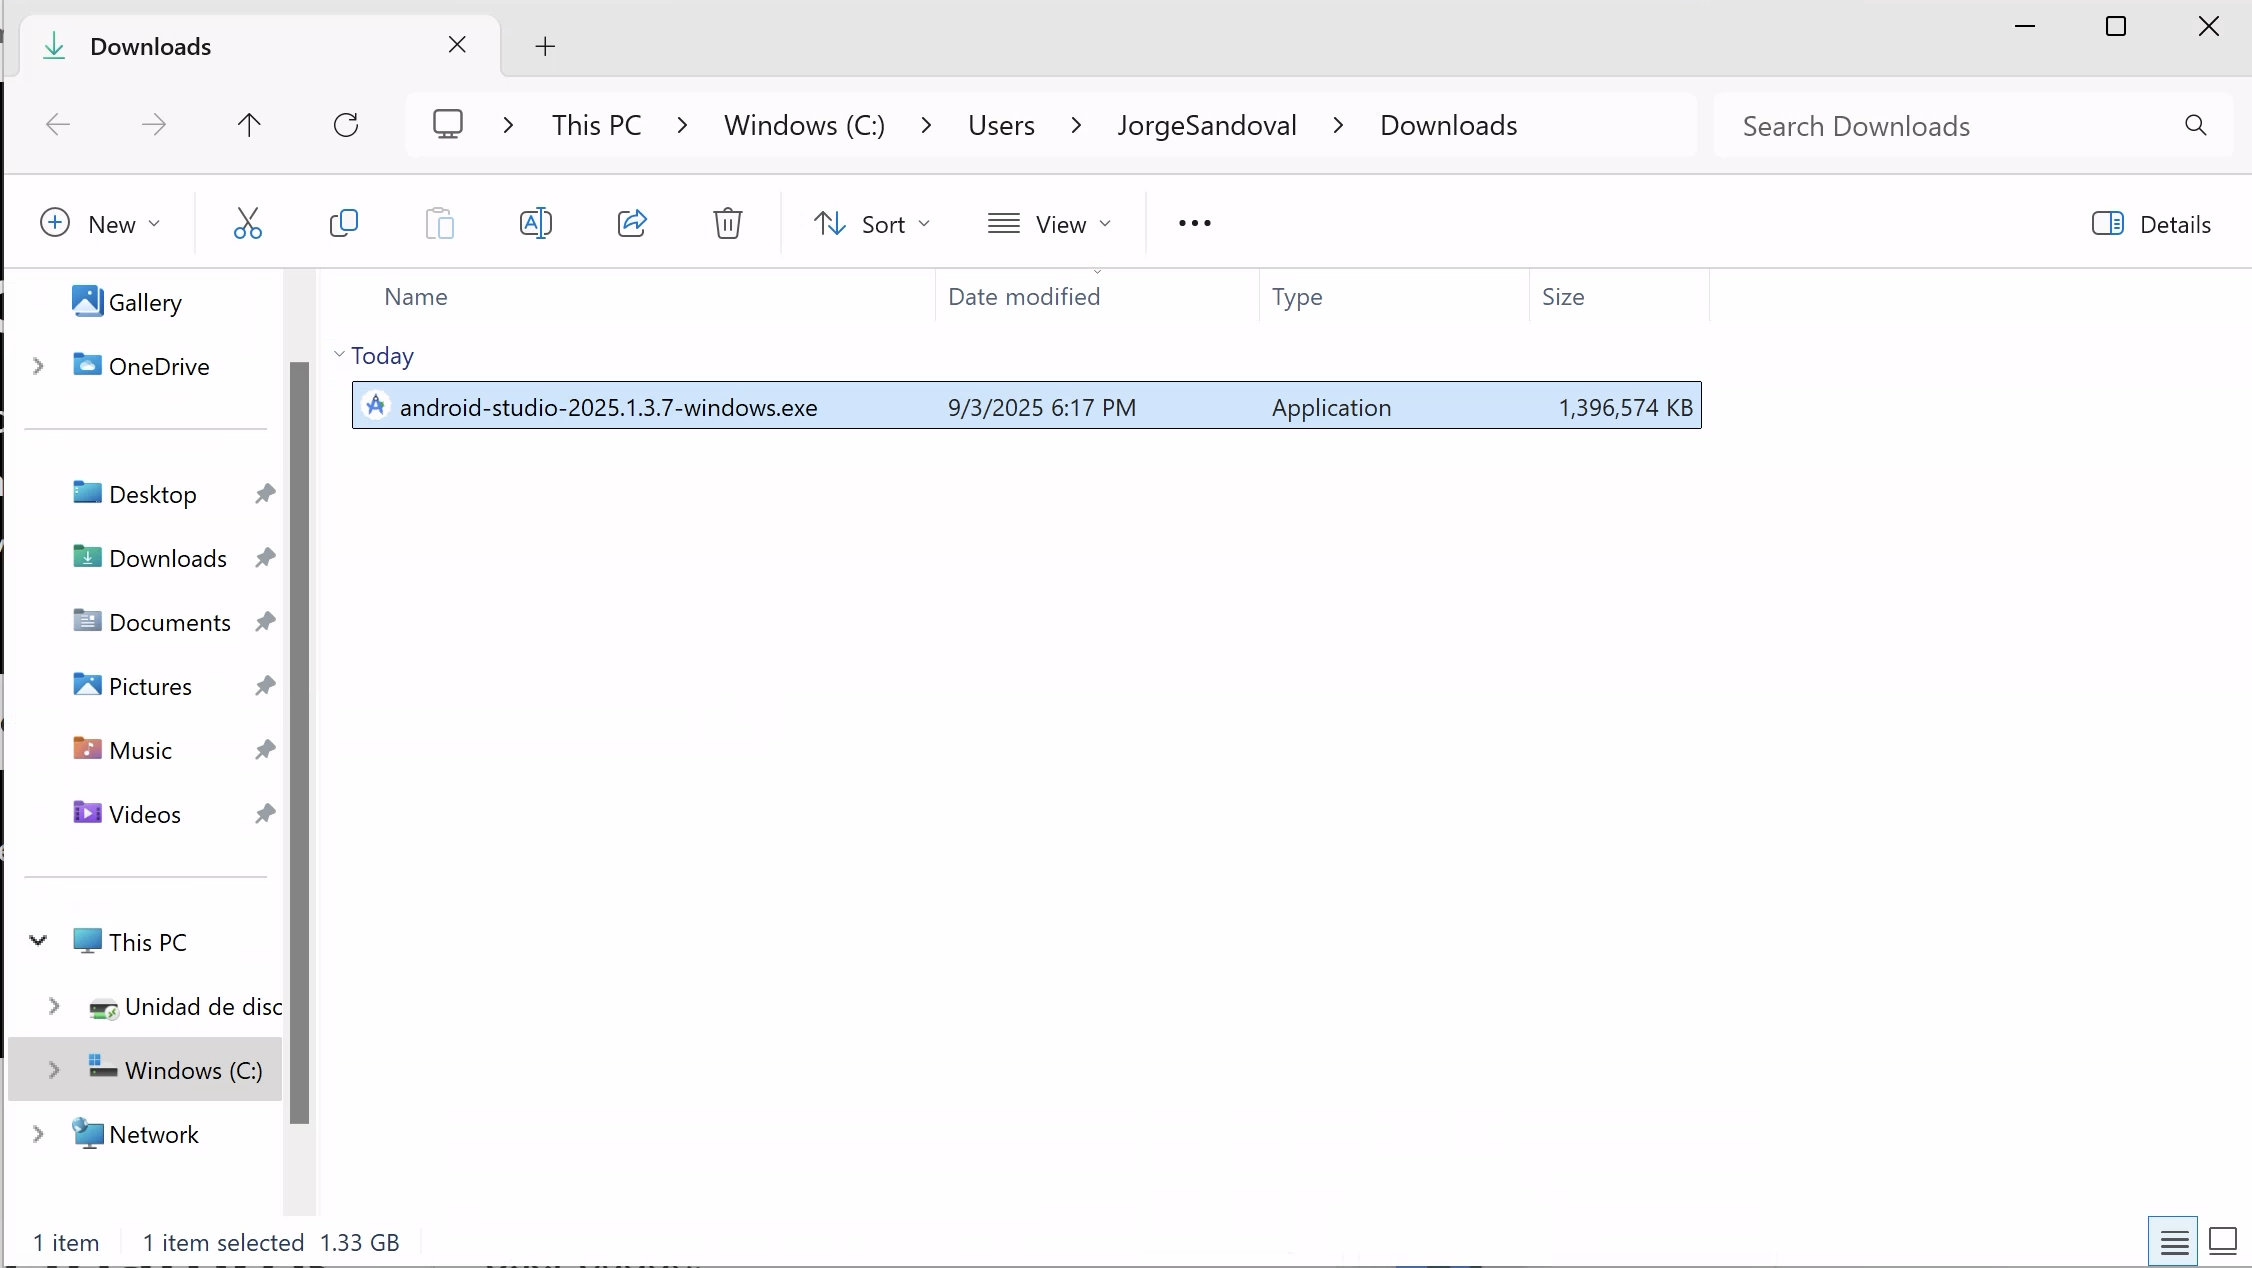 Downloads
This PC > Windows (C:) > Users > JorgeSandoval > Downloads
Search Downloads
New
Sort
View
Details
Gallery
OneDrive
Desktop
Downloads
Documents
Pictures
Music
Videos
This PC
Unidad de disc
Windows (C:)
Network
Name Date modified Type Size
Today
android-studio-2025.1.3.7-windows.exe 9/3/2025 6:17 PM Application 1,396,574 KB
1 item 1 item selected 1.33 GB